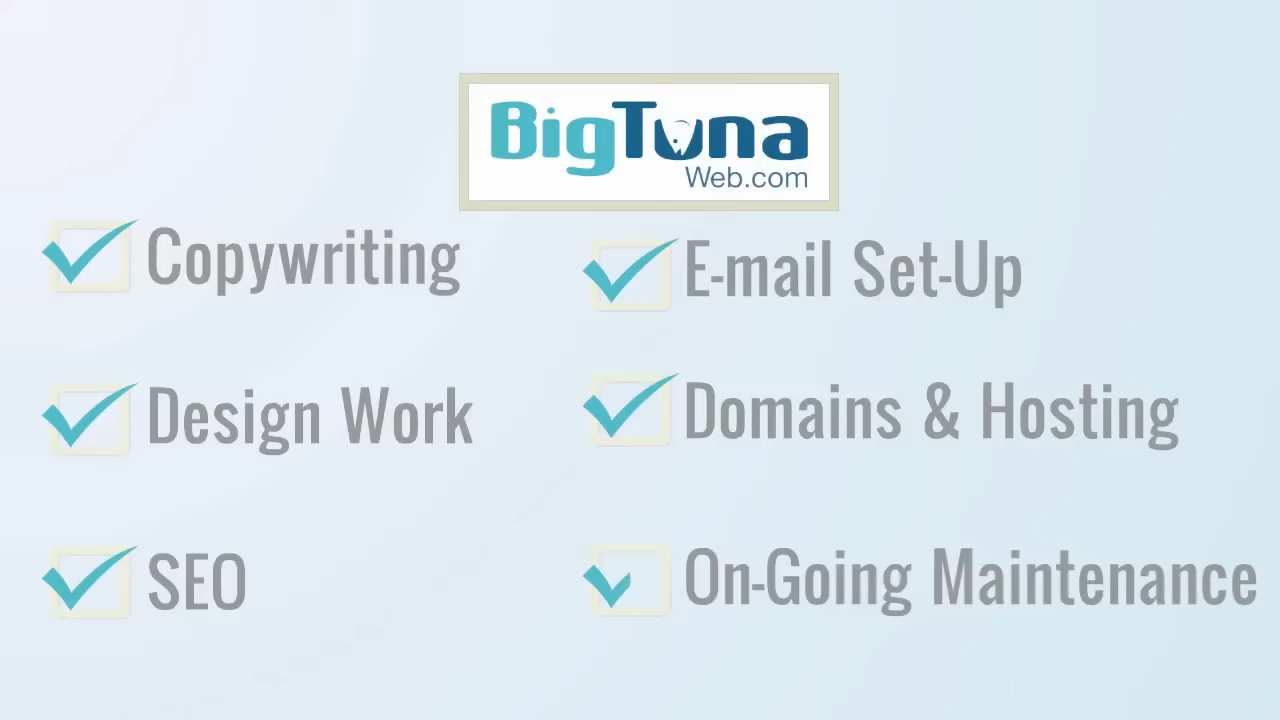 BigTuna
Web.com
Copywriting
E-mail Set-Up
Design Work
Domains & Hosting
SEO
On-Going Maintenance